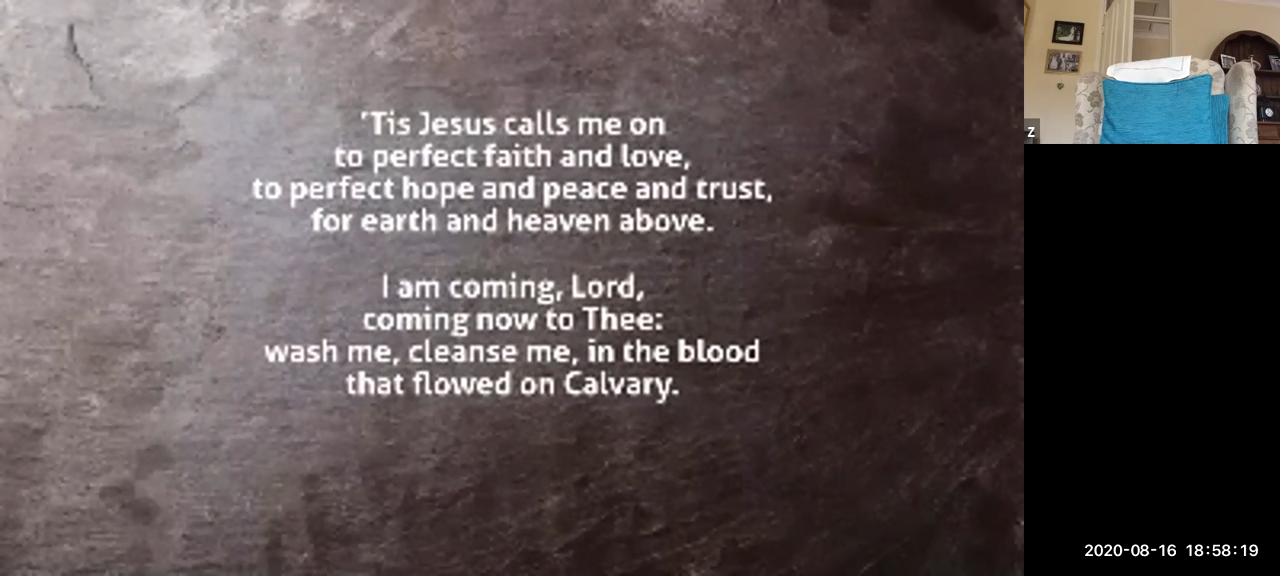 'Tis Jesus calls me on
to perfect faith and love,
to perfect hope and peace and trust,
for earth and heaven above.
I am coming, Lord,
coming now to Thee:
wash me, cleanse me, in the blood
that flowed on Calvary.
Z
2020-08-16 18:58:19